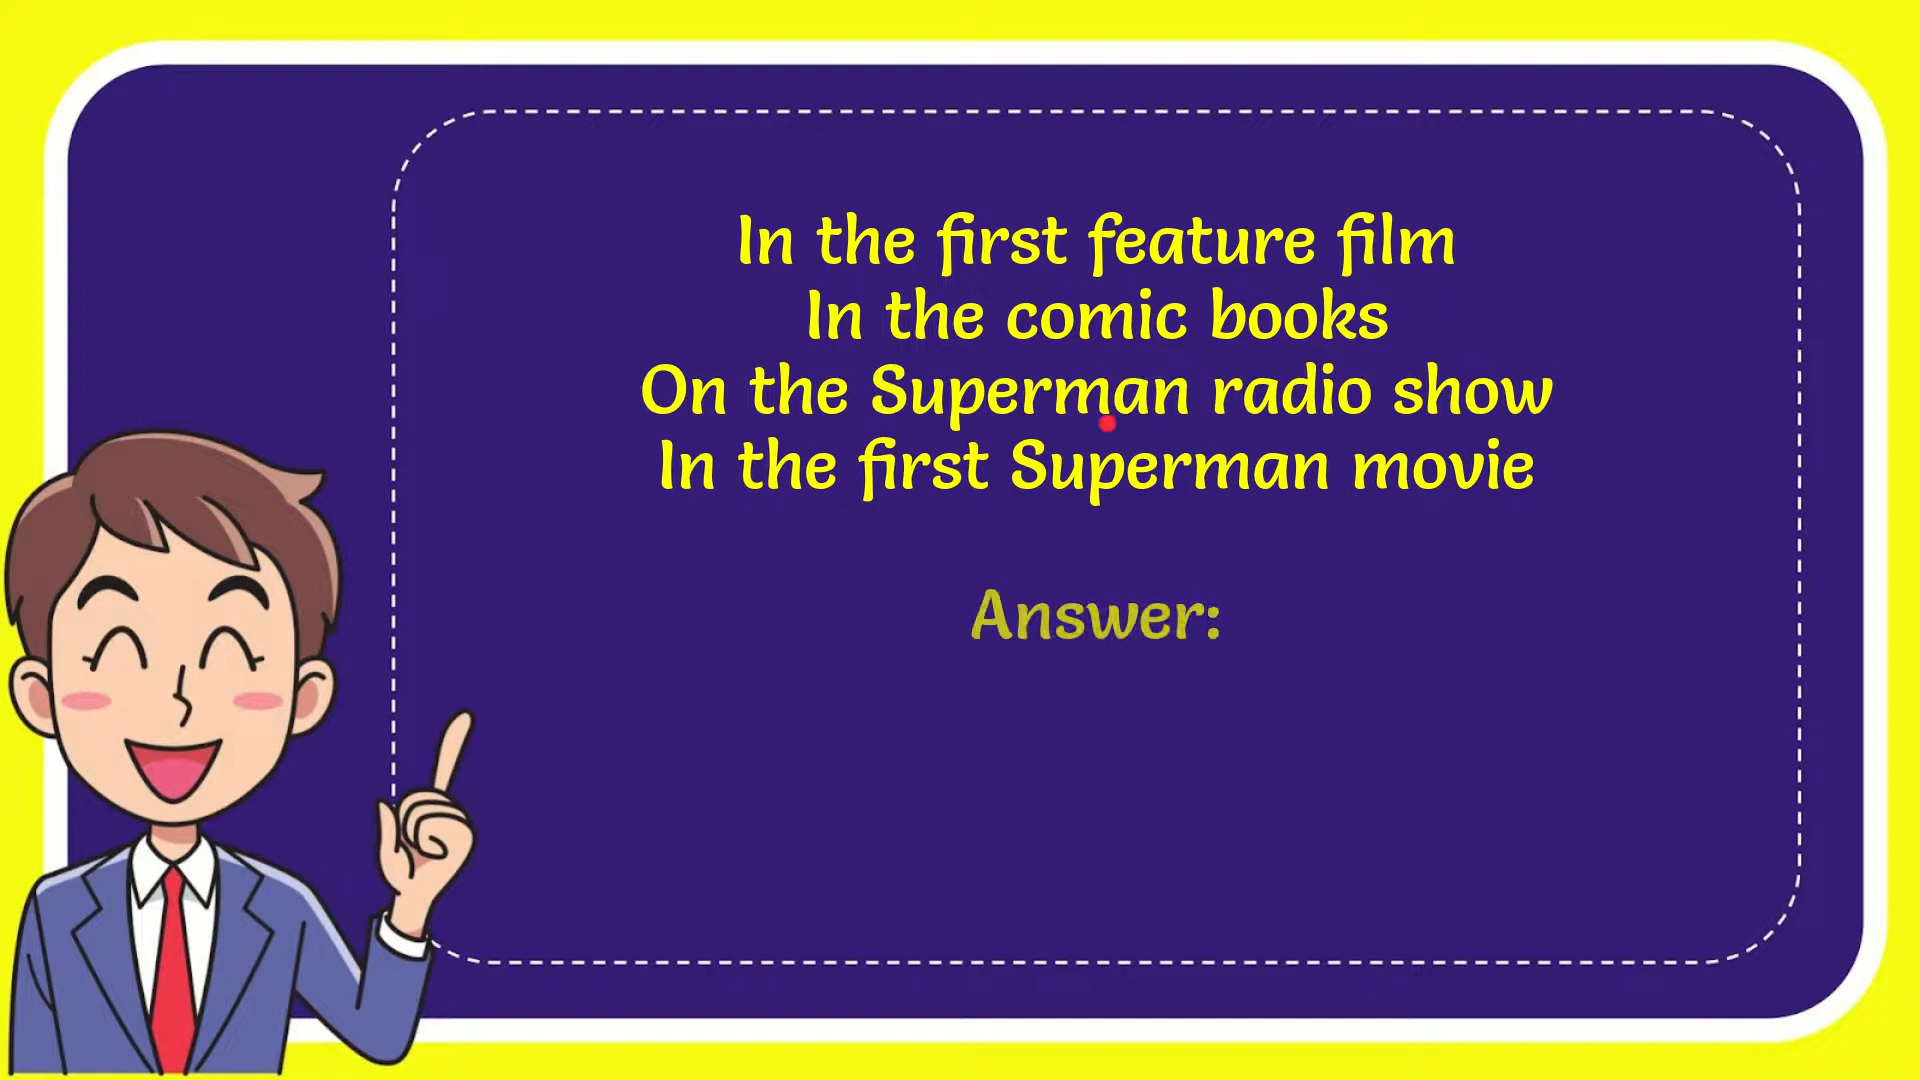 In the first feature film
In the comic books
On the Superman radio show
In the first Superman movie
Answer: